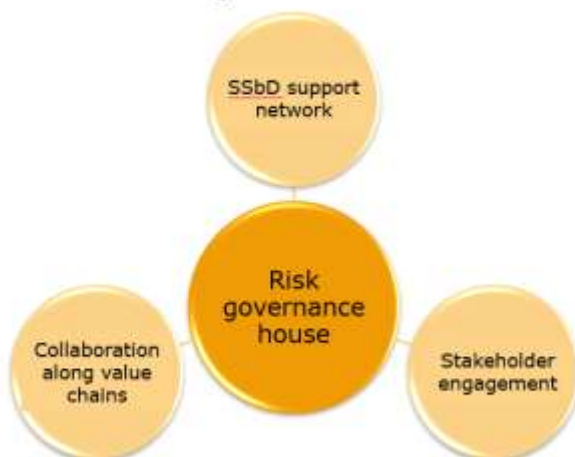 SSbD support
network
Risk
governance
house
Collaboration
along value
chains
Stakeholder
engagement